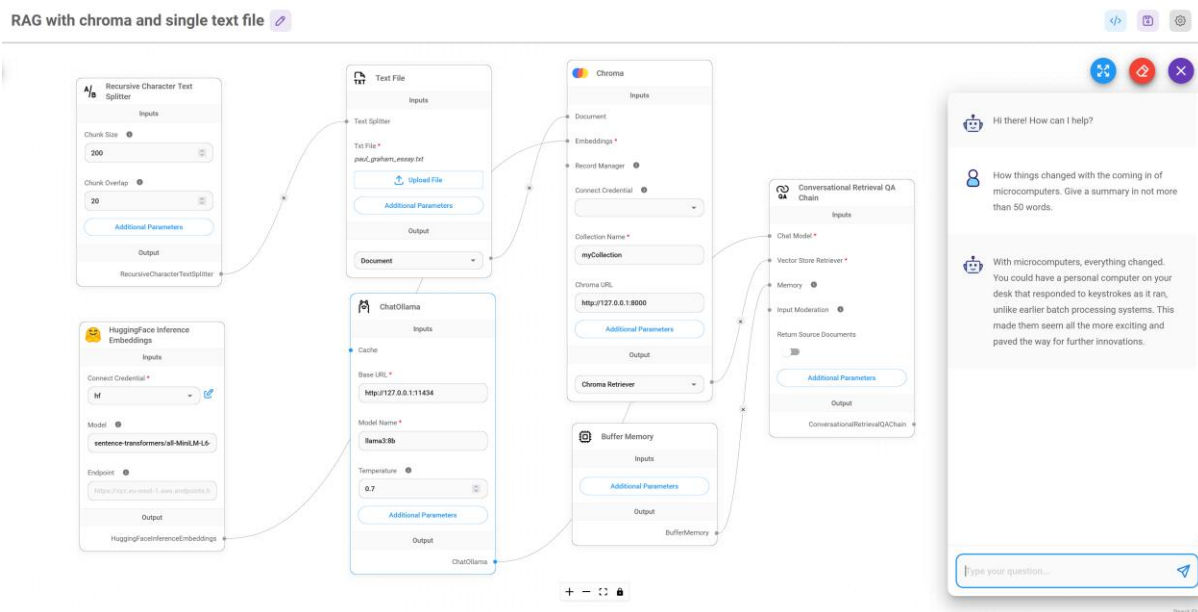 RAG with chroma and single text file
Recursive Character Text
Splitter
Inputs
Chunk Size
200
Chunk Overlap
20
Additional Parameters
Output
RecursiveCharacterTextSplitter
HuggingFace Inference
Embeddings
Inputs
Connect Credential *
hf
Model
sentence-transformers/all-MiniLM-L6-
Endpoint
Output
HuggingFaceInferenceEmbeddings
TXT
Text File
Inputs
Text Splitter
Txt File *
paul_graham_essay.txt
Upload File
Additional Parameters
Output
Document
ChatOllama
Inputs
Cache
Base URL *
http://127.0.0.1:11434
Model Name *
llama3:8b
Temperature
0.7
Additional Parameters
Output
ChatOllama
Chroma
Inputs
Document
Embeddings *
Record Manager
Connect Credential
Collection Name *
myCollection
Chroma URL
http://127.0.0.1:8000
Additional Parameters
Output
Chroma Retriever
Buffer Memory
Inputs
Additional Parameters
Output
BufferMemory
QA
Conversational Retrieval QA
Chain
Inputs
Chat Model *
Vector Store Retriever *
Memory
Input Moderation
Return Source Documents
Additional Parameters
Output
ConversationalRetrievalQAChain
Hi there! How can I help?
How things changed with the coming in of
microcomputers. Give a summary in not more
than 50 words.
With microcomputers, everything changed.
You could have a personal computer on your
desk that responded to keystrokes as it ran,
unlike earlier batch processing systems. This
made them seem all the more exciting and
paved the way for further innovations.
Type your question...